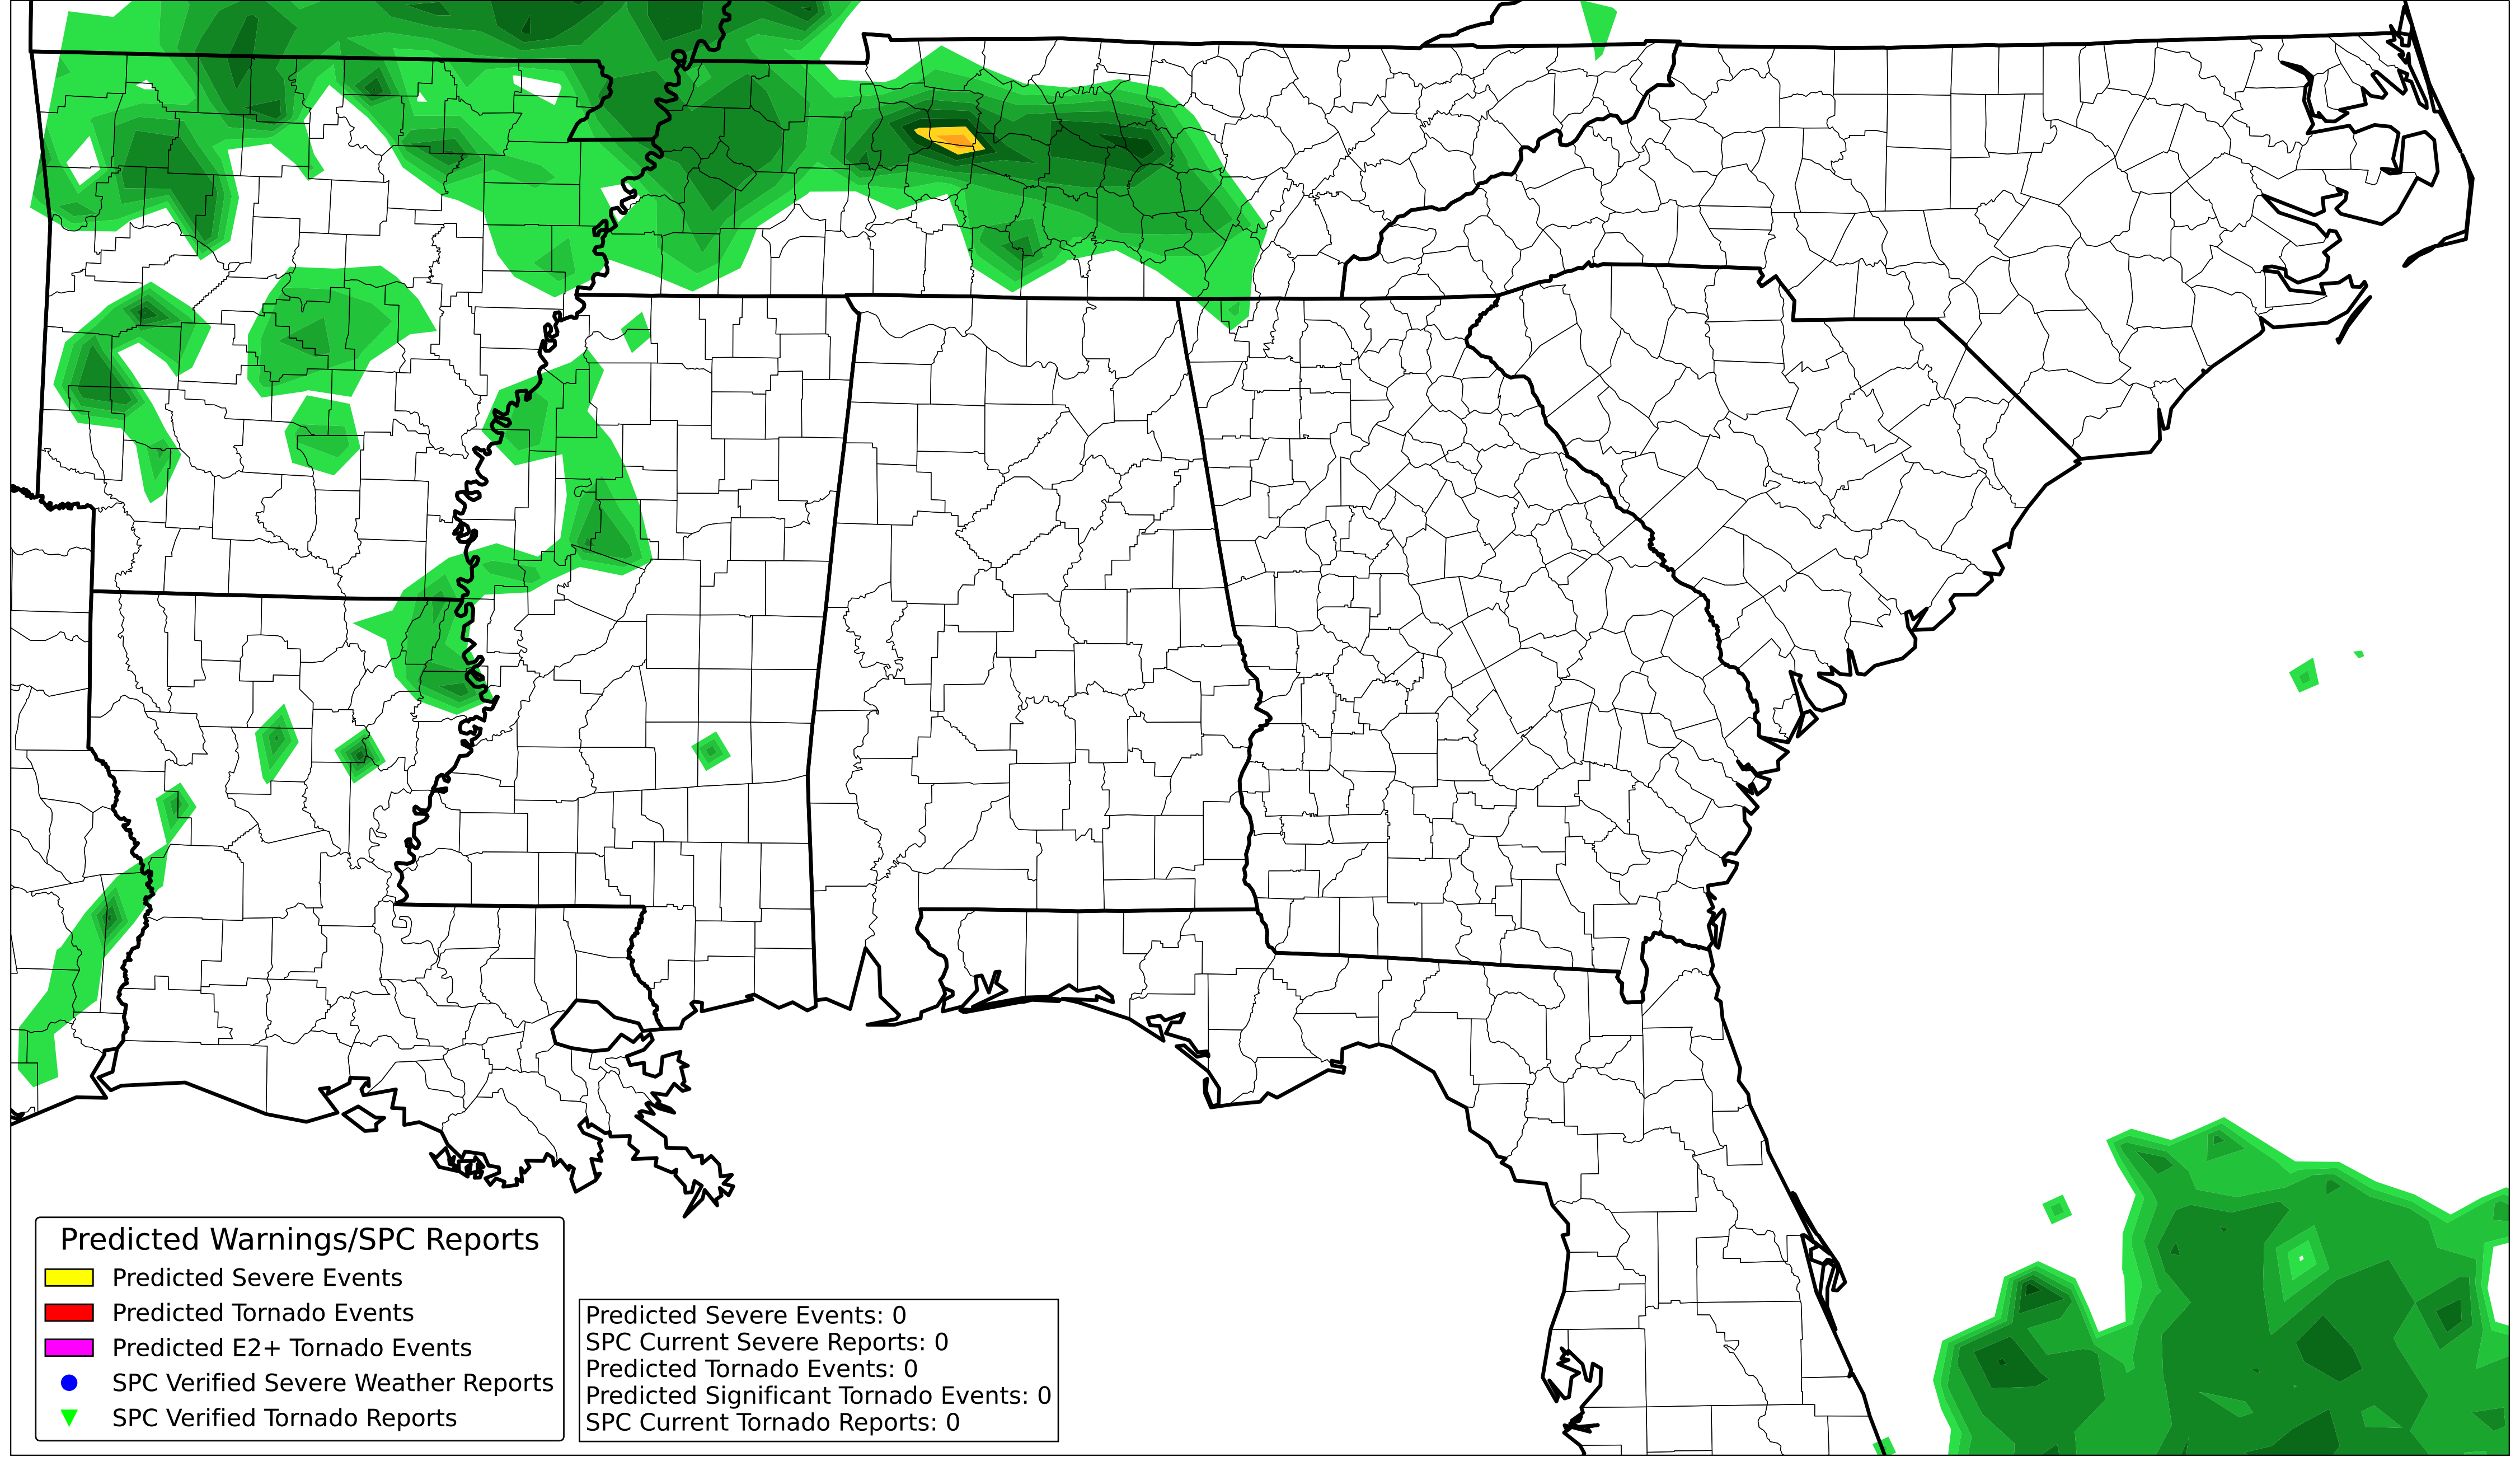 Predicted Warnings/SPC Reports
Predicted Severe Events
Predicted Tornado Events
Predicted E2+ Tornado Events
SPC Verified Severe Weather Reports
SPC Verified Tornado Reports
Predicted Severe Events: 0
SPC Current Severe Reports: 0
Predicted Tornado Events: 0
Predicted Significant Tornado Events: 0
SPC Current Tornado Reports: 0